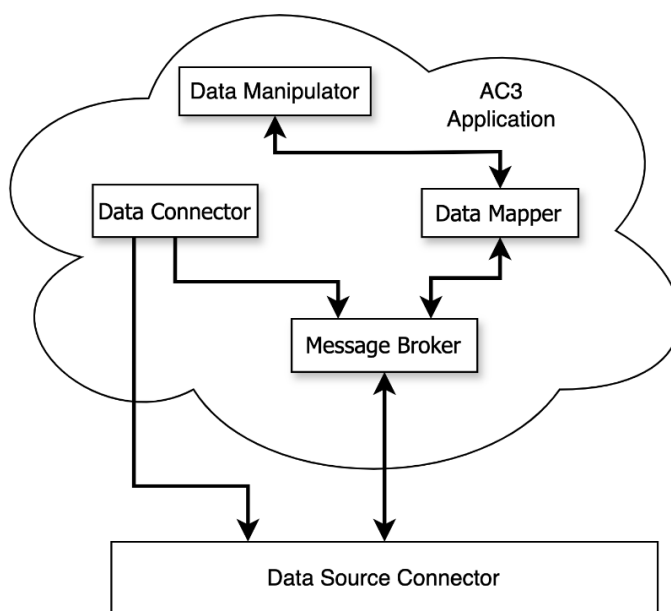 Data Manipulator
AC3
Application
Data Connector
Data Mapper
Message Broker
Data Source Connector